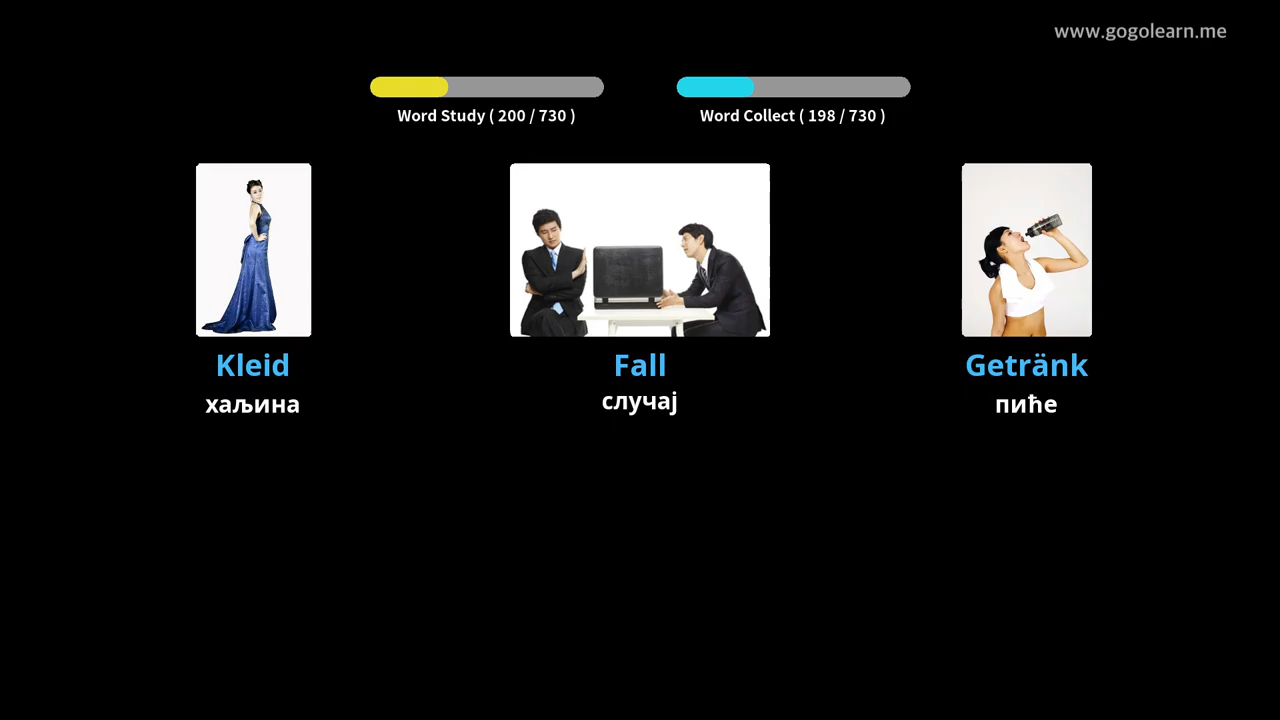 www.gogolearn.me
Word Study ( 200 / 730 )
Word Collect ( 198 / 730 )
Kleid
хаљина
Fall
случај
Getränk
пиће